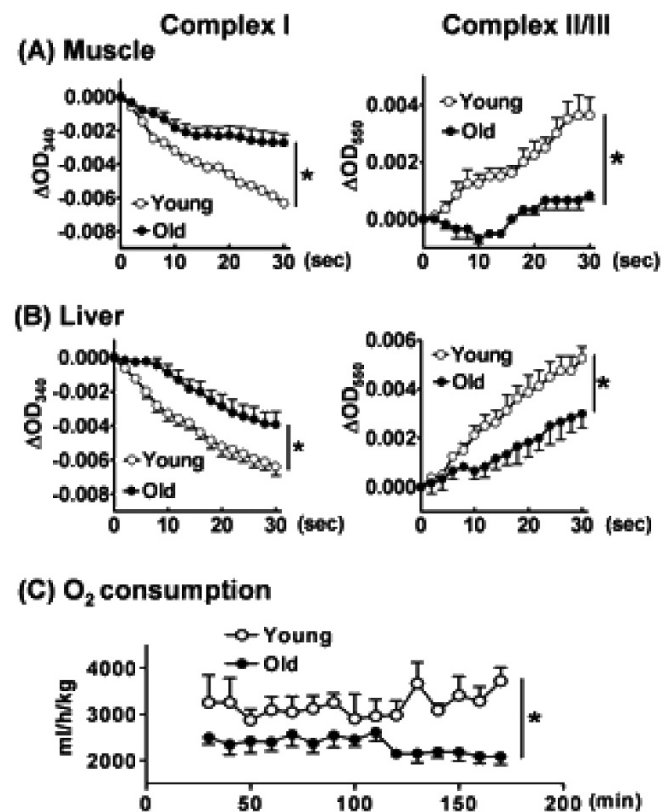 Complex I Complex II/III
(A) Muscle
0.000
-0.002
-0.004
-0.006
-0.008
ΔOD340
Young
Old
*
0 10 20 30 (sec)
0.004
0.002
0.000
ΔOD550
Young
Old
*
0 10 20 30 (sec)
(B) Liver
0.000
-0.002
-0.004
-0.006
-0.008
ΔOD340
Young
Old
*
0 10 20 30 (sec)
0.006
0.004
0.002
0.000
ΔOD550
Young
Old
*
0 10 20 30 (sec)
(C) O2 consumption
Young
Old
4000
3000
2000
ml/h/kg
*
0 50 100 150 200 (min)